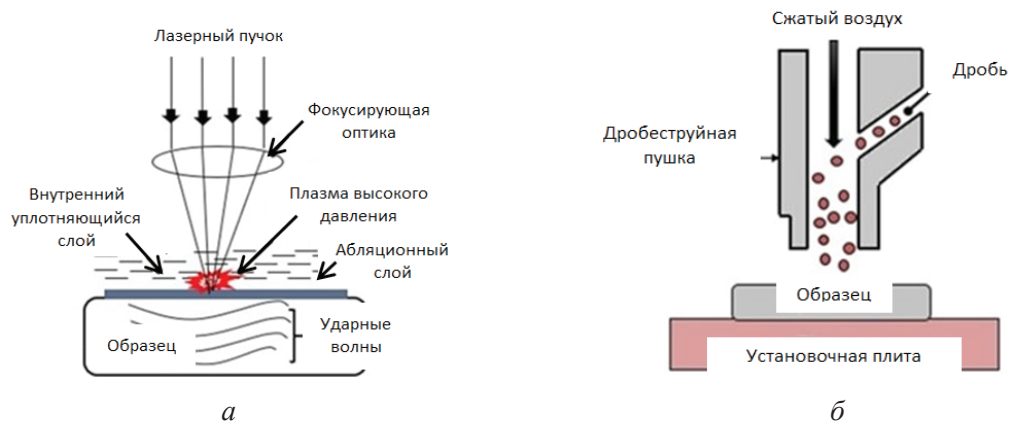 Лазерный пучок
Фокусирующая
оптика
Внутренний
уплотняющийся
слой
Плазма высокого
давления
Абляционный
слой
Образец
Ударные
волны
а
Сжатый воздух
Дробь
Дробеструйная
пушка
Образец
Установочная плита
б